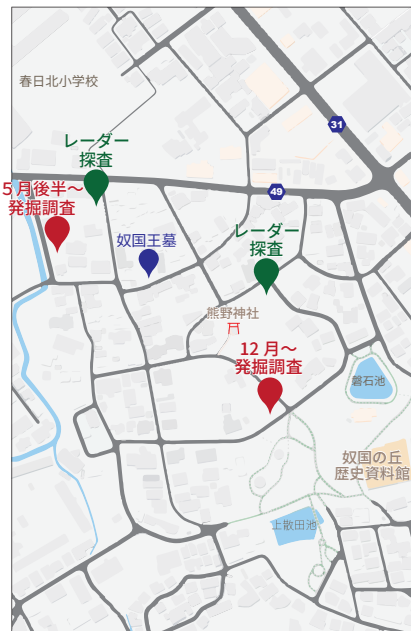 春日北小学校
31
レーダー
探査
5月後半～
発掘調査
49
奴国王墓
レーダー
探査
熊野神社
12月～
発掘調査
磐石池
奴国の丘
歴史資料館
上散田池